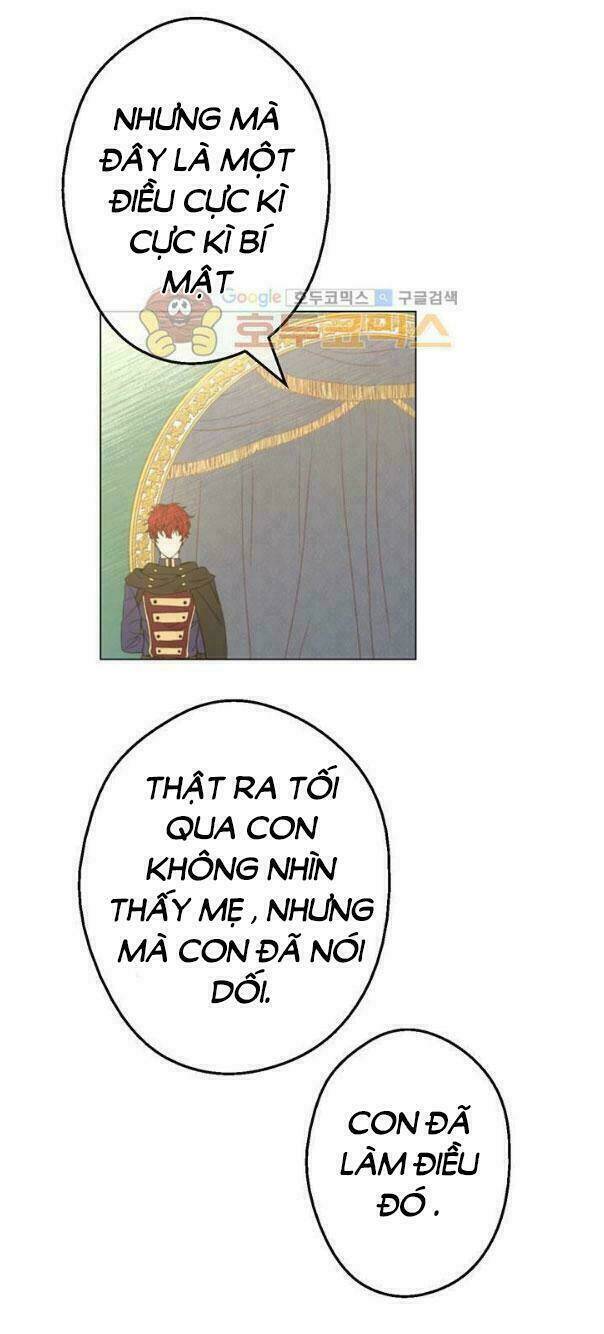 NHƯNG MÀ
ĐÂY LÀ MỘT
ĐIỀU CỰC KÌ
CỰC KÌ BÍ
MẬT
Google 호두코믹스 구글검색
호두코믹스
THẬT RA TỐI
QUA CON
KHÔNG NHÌN
THẤY MẸ , NHƯNG
MÀ CON ĐÃ NÓI
DỐI.
CON ĐÃ
LÀM ĐIỀU
ĐÓ .